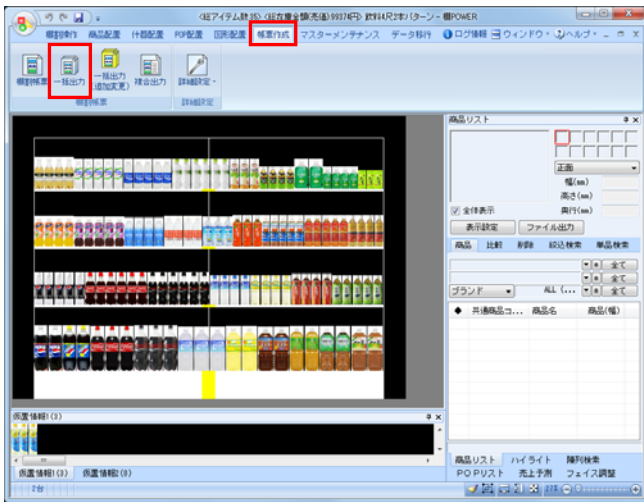 <総アイテム数:35> <総在庫金額(売価):99374円> 飲料4尺2本パターン - 棚POWER
棚割実行 商品配置 什器配置 POP配置 図形配置 帳票作成 マスターメンテナンス データ移行 ログ情報 ウィンドウ ヘルプ
棚割帳票 一括出力 一括出力(追加変更) 複合出力 詳細設定
棚割帳票 詳細設定
商品リスト
正面
幅(mm)
高さ(mm)
全体表示 奥行(mm)
表示設定 ファイル出力
商品 比較 削除 絞込検索 単品検索
全て
全て
ブランド ALL (... 全て
◆ 共通商品コ... 商品名 商品(幅)
仮置情報1(3)
仮置情報1(3) 仮置情報2(0)
商品リスト ハイライト 陳列検索
POPリスト 売上予測 フェイス調整
2台 27%